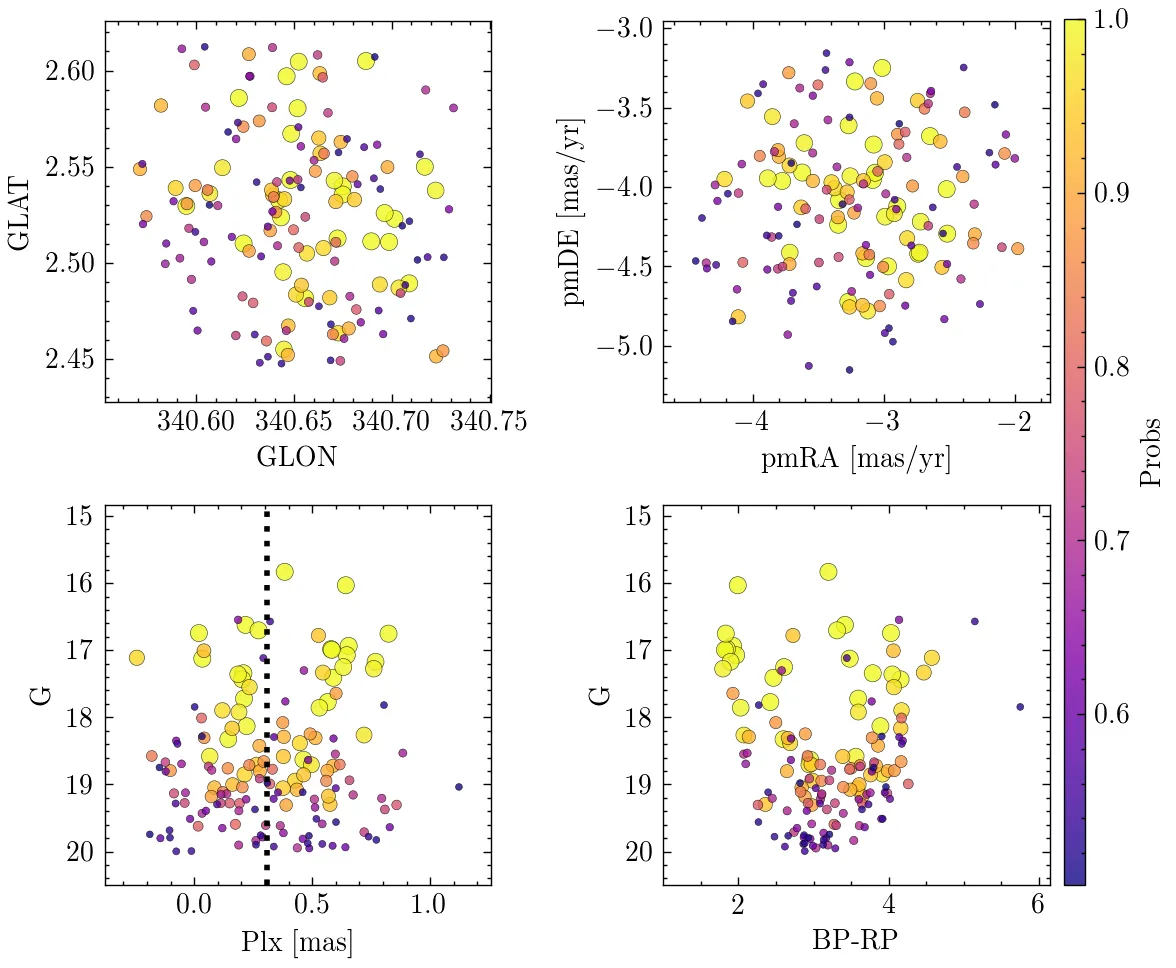 2.60
2.55
2.50
2.45
GLAT
340.60 340.65 340.70 340.75
GLON
−3.0
−3.5
−4.0
−4.5
−5.0
pmDE [mas/yr]
−4 −3 −2
pmRA [mas/yr]
1.0
0.9
0.8
0.7
0.6
Probs
15
16
17
18
19
20
G
0.0 0.5 1.0
Plx [mas]
15
16
17
18
19
20
G
2 4 6
BP-RP